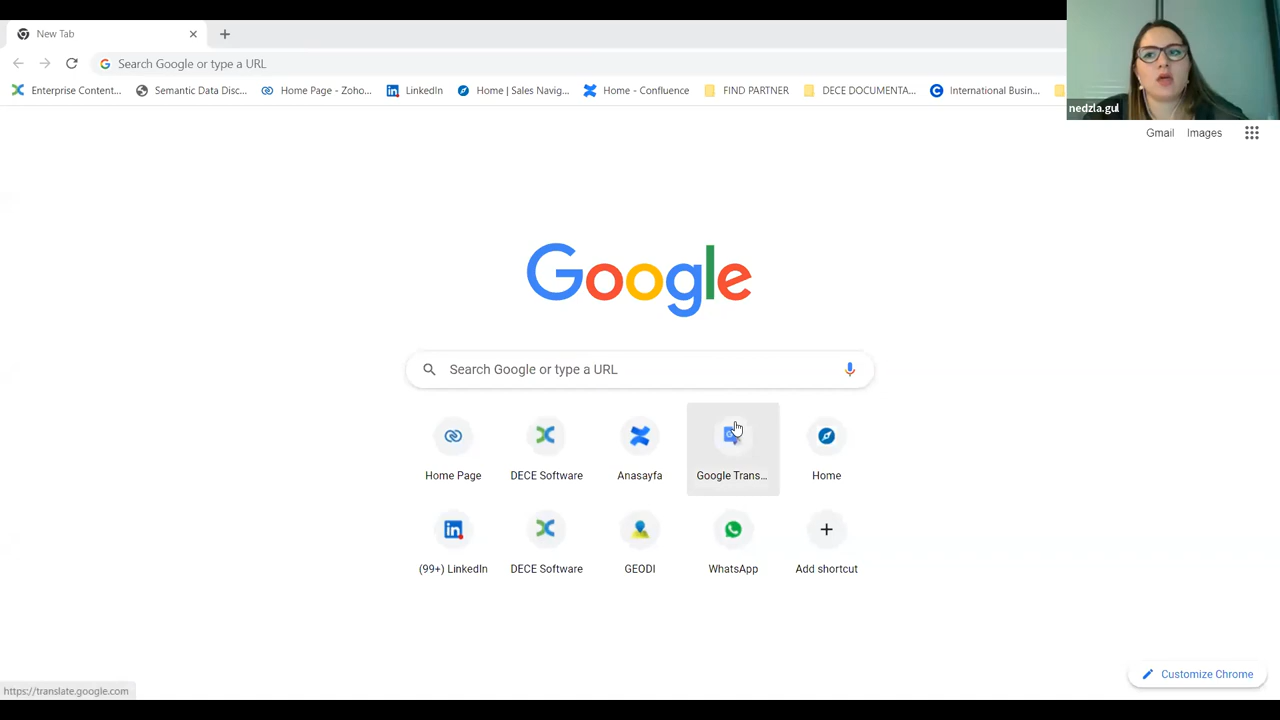 New Tab
Search Google or type a URL
Enterprise Content... Semantic Data Disc... Home Page - Zoho... LinkedIn Home | Sales Navig... Home - Confluence FIND PARTNER DECE DOCUMENTA... International Busin...
nedzla.gul
Gmail Images
Google
Search Google or type a URL
Home Page DECE Software Anasayfa Google Trans... Home
(99+) LinkedIn DECE Software GEODI WhatsApp Add shortcut
Customize Chrome
https://translate.google.com